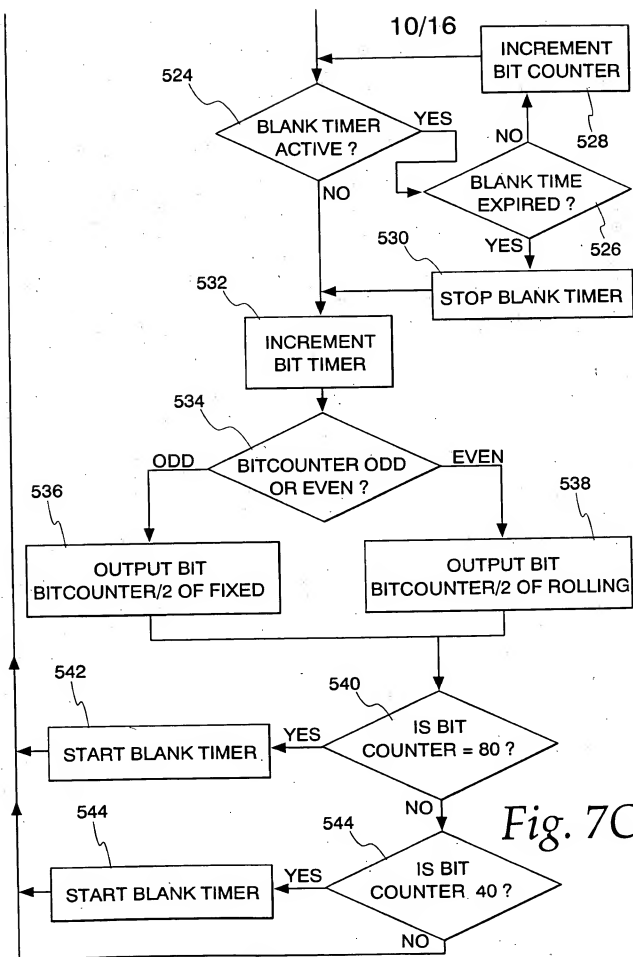 10/16
INCREMENT
BIT COUNTER
528
524
BLANK TIMER
ACTIVE ?
YES
NO
NO
BLANK TIME
EXPIRED ?
526
YES
530
STOP BLANK TIMER
532
INCREMENT
BIT TIMER
534
BITCOUNTER ODD
OR EVEN ?
ODD
EVEN
536
OUTPUT BIT
BITCOUNTER/2 OF FIXED
538
OUTPUT BIT
BITCOUNTER/2 OF ROLLING
540
IS BIT
COUNTER = 80 ?
YES
542
START BLANK TIMER
NO
Fig. 7C
544
IS BIT
COUNTER 40 ?
YES
544
START BLANK TIMER
NO